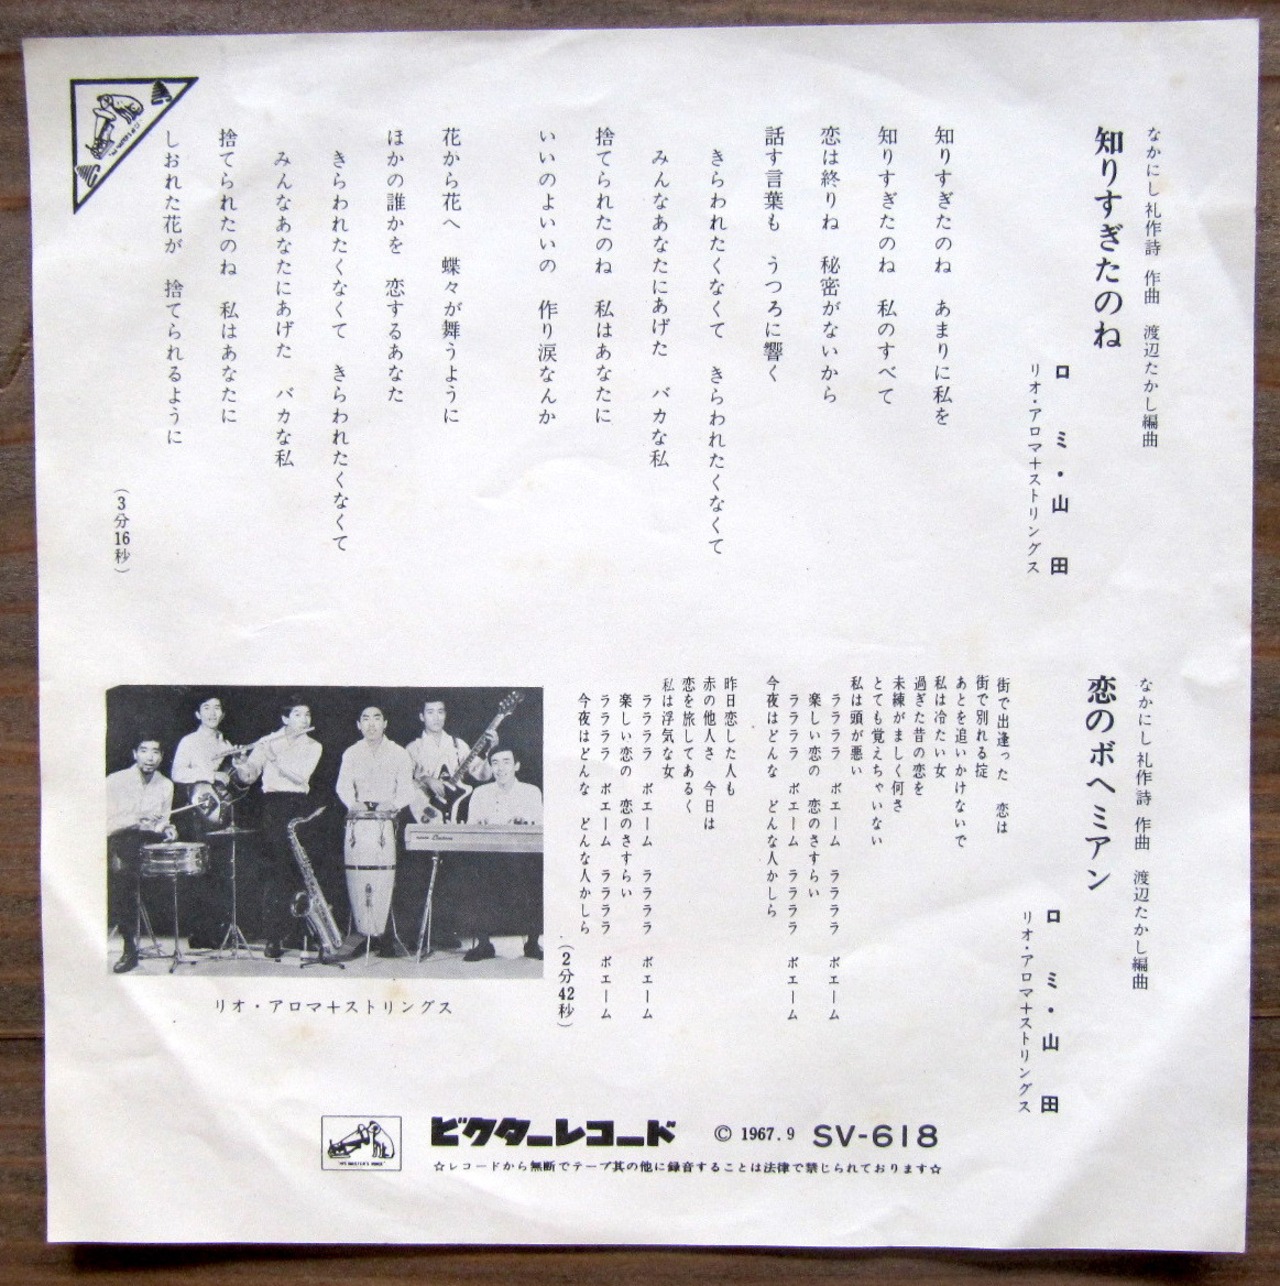 なかにし礼作詩 作曲 渡辺たかし編曲
知りすぎたのね
ロミ・山田
リオ・アロマ＋ストリングス
知りすぎたのね あまりに私を
知りすぎたのね 私のすべて
恋は終りね 秘密がないから
話す言葉も うつろに響く
きらわれたくなくて きらわれたくなくて
みんなあなたにあげた バカな私
捨てられたのね 私はあなたに
いいのよいいの 作り涙なんか
花から花へ 蝶々が舞うように
ほかの誰かを 恋するあなた
きらわれたくなくて きらわれたくなくて
みんなあなたにあげた バカな私
捨てられたのね 私はあなたに
しおれた花が 捨てられるように
(3分16秒)
なかにし礼作詩 作曲 渡辺たかし編曲
恋のボヘミアン
ロミ・山田
リオ・アロマ＋ストリングス
街で出逢った 恋は
街で別れる掟
あとを追いかけないで
私は冷たい女
過ぎた昔の恋を
未練がましく何さ
とても覚えちゃいない
私は頭が悪い
ララララ ボエーム ララララ ボエーム
楽しい恋の 恋のさすらい
ララララ ボエーム ララララ ボエーム
今夜はどんな どんな人かしら
昨日恋した人も
赤の他人さ 今日は
恋を旅してあるく
私は浮気な女
ララララ ボエーム ララララ ボエーム
楽しい恋の 恋のさすらい
ララララ ボエーム ララララ ボエーム
今夜はどんな どんな人かしら
(2分42秒)
リオ・アロマ＋ストリングス
"HIS MASTER'S VOICE"
ビクターレコード © 1967.9 SV-618
☆レコードから無断でテープ其の他に録音することは法律で禁じられております☆